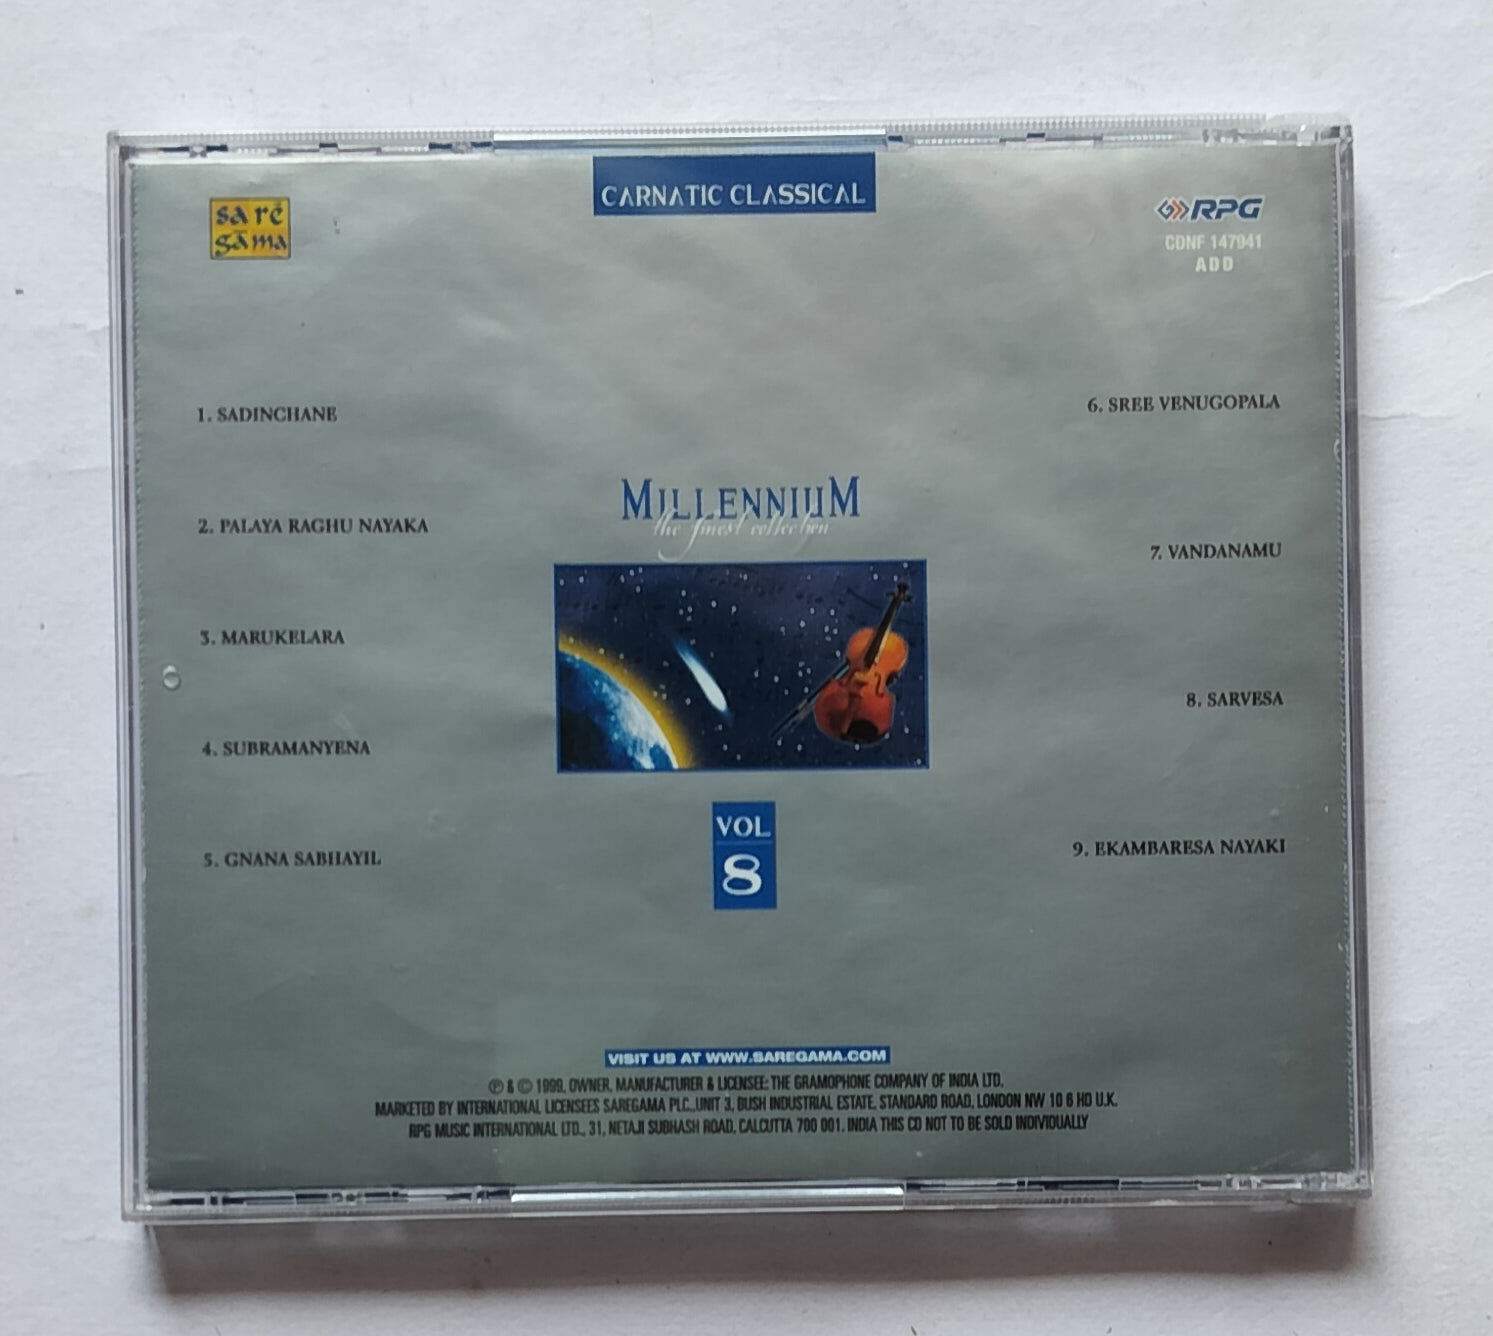 CARNATIC CLASSICAL
sa re
gama
RPG
CDNF 147941
ADD
1. SADINCHANE
2. PALAYA RAGHU NAYAKA
3. MARUKELARA
4. SUBRAMANYENA
5. GNANA SABHAYIL
MILLENNIUM
the finest collection
VOL
8
6. SREE VENUGOPALA
7. VANDANAMU
8. SARVESA
9. EKAMBARESA NAYAKI
VISIT US AT WWW.SAREGAMA.COM
℗ & © 1999. OWNER, MANUFACTURER & LICENSEE: THE GRAMOPHONE COMPANY OF INDIA LTD.
MARKETED BY INTERNATIONAL LICENSEES SAREGAMA PLC., UNIT 3, BUSH INDUSTRIAL ESTATE, STANDARD ROAD, LONDON NW 10 6 HD U.K.
RPG MUSIC INTERNATIONAL LTD., 31, NETAJI SUBHASH ROAD, CALCUTTA 700 001. INDIA THIS CD NOT TO BE SOLD INDIVIDUALLY